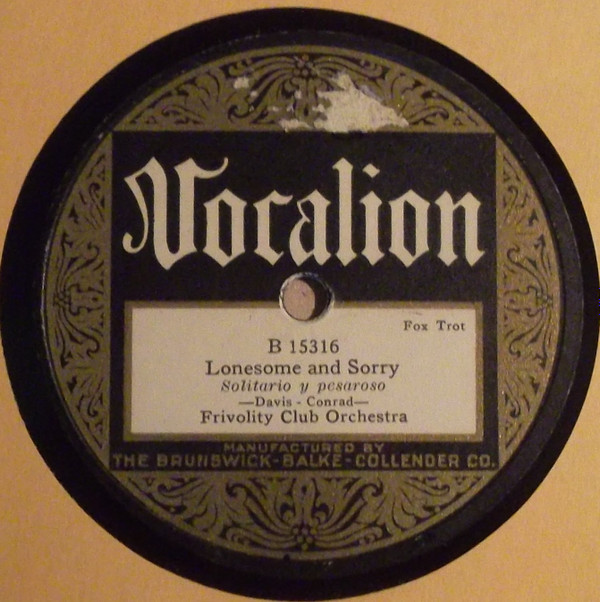 Vocalion
Fox Trot
B 15316
Lonesome and Sorry
Solitario y pesaroso
—Davis - Conrad—
Frivolity Club Orchestra
MANUFACTURED BY
THE BRUNSWICK-BALKE-COLLENDER CO.